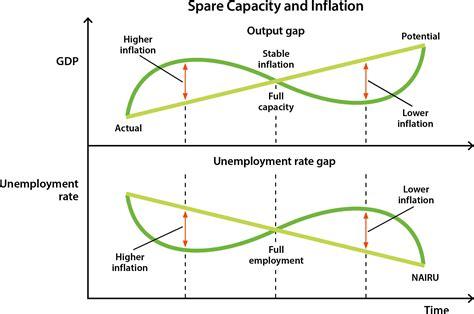 Spare Capacity and Inflation
Output gap
Higher
inflation
Stable
inflation
Potential
GDP
Full
capacity
Actual
Lower
inflation
Unemployment rate gap
Unemployment
rate
Lower
inflation
Higher
inflation
Full
employment
NAIRU
Time